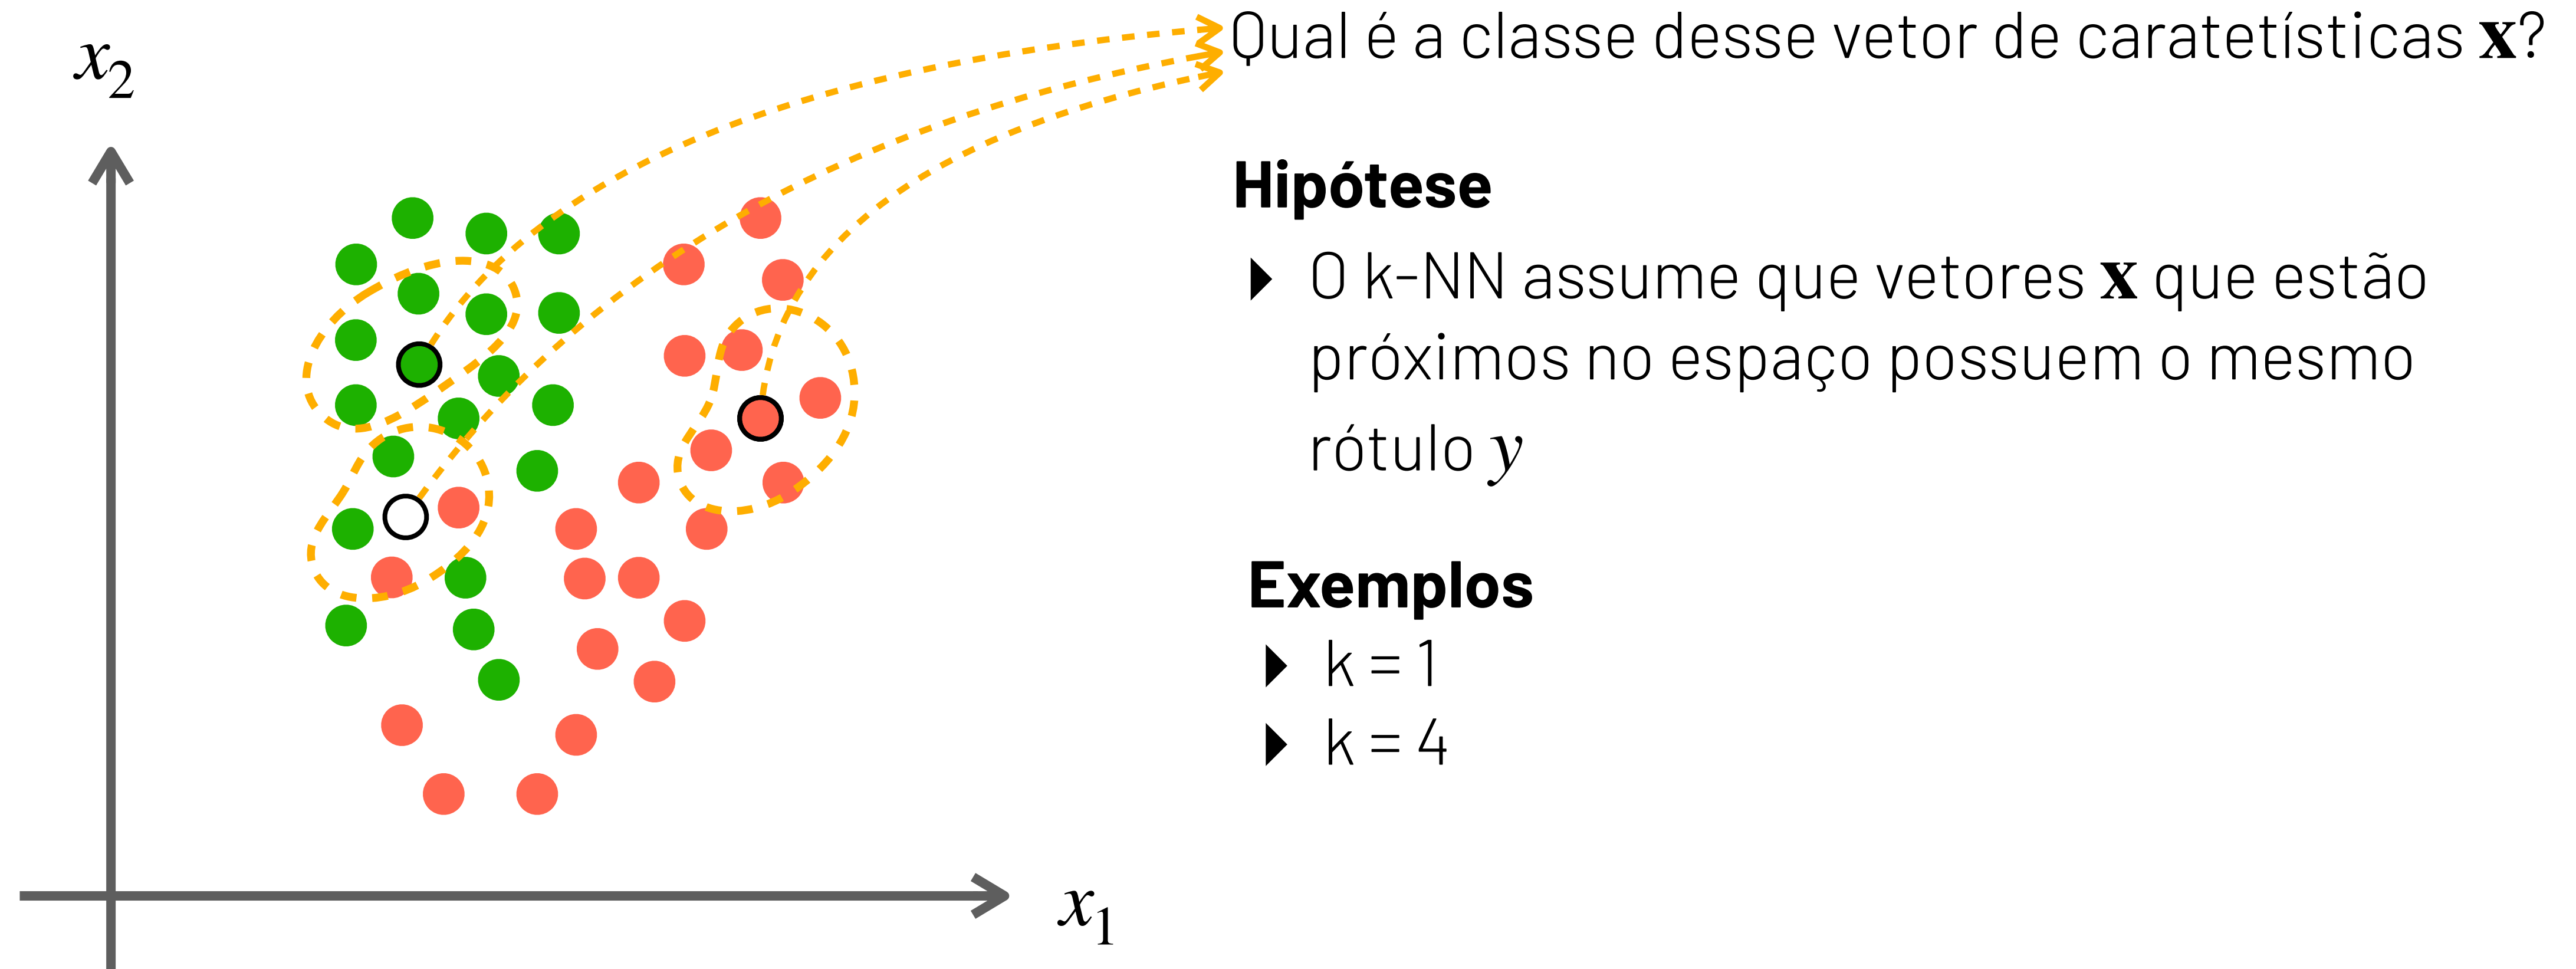 Qual é a classe desse vetor de caratetísticas x?
x₂
Hipótese
O k-NN assume que vetores x que estão
próximos no espaço possuem o mesmo
rótulo y
Exemplos
k = 1
k = 4
x₁